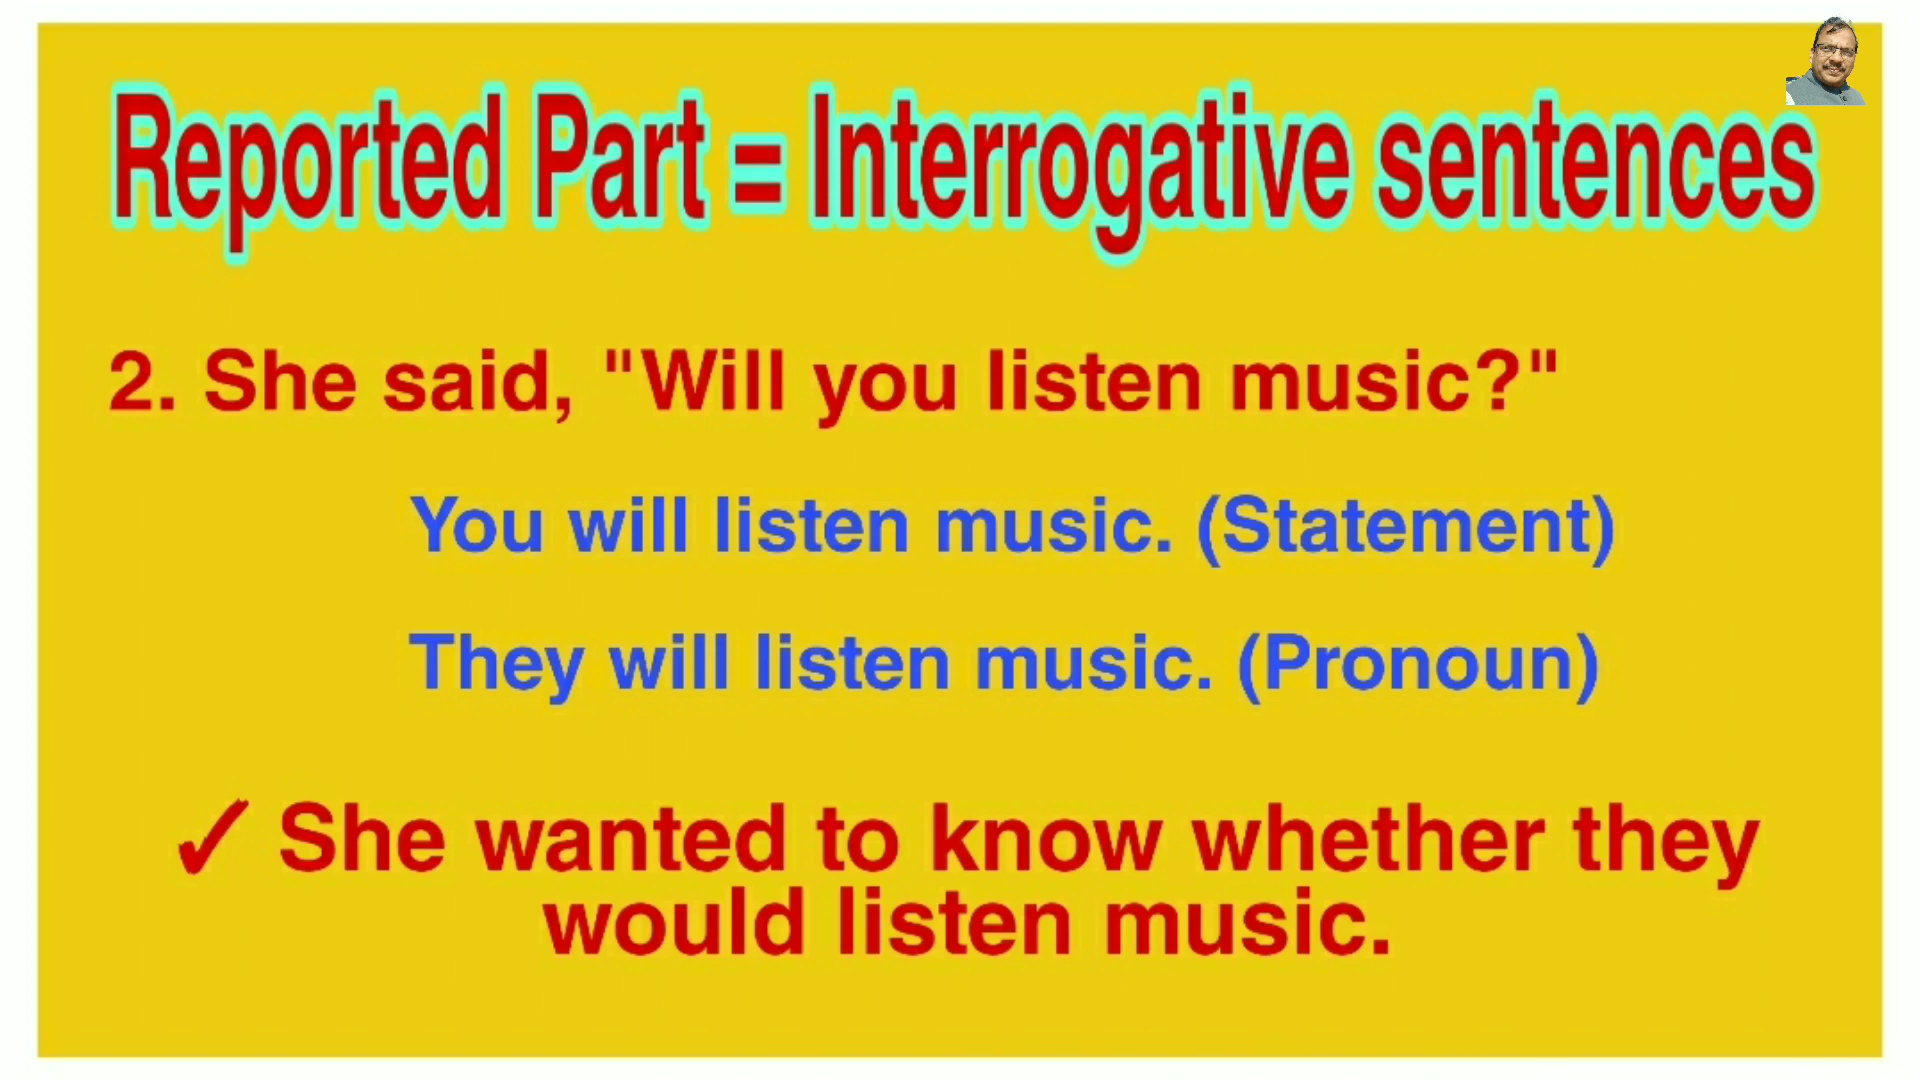 Reported Part = Interrogative sentences
2. She said, "Will you listen music?"
You will listen music. (Statement)
They will listen music. (Pronoun)
✓ She wanted to know whether they
would listen music.